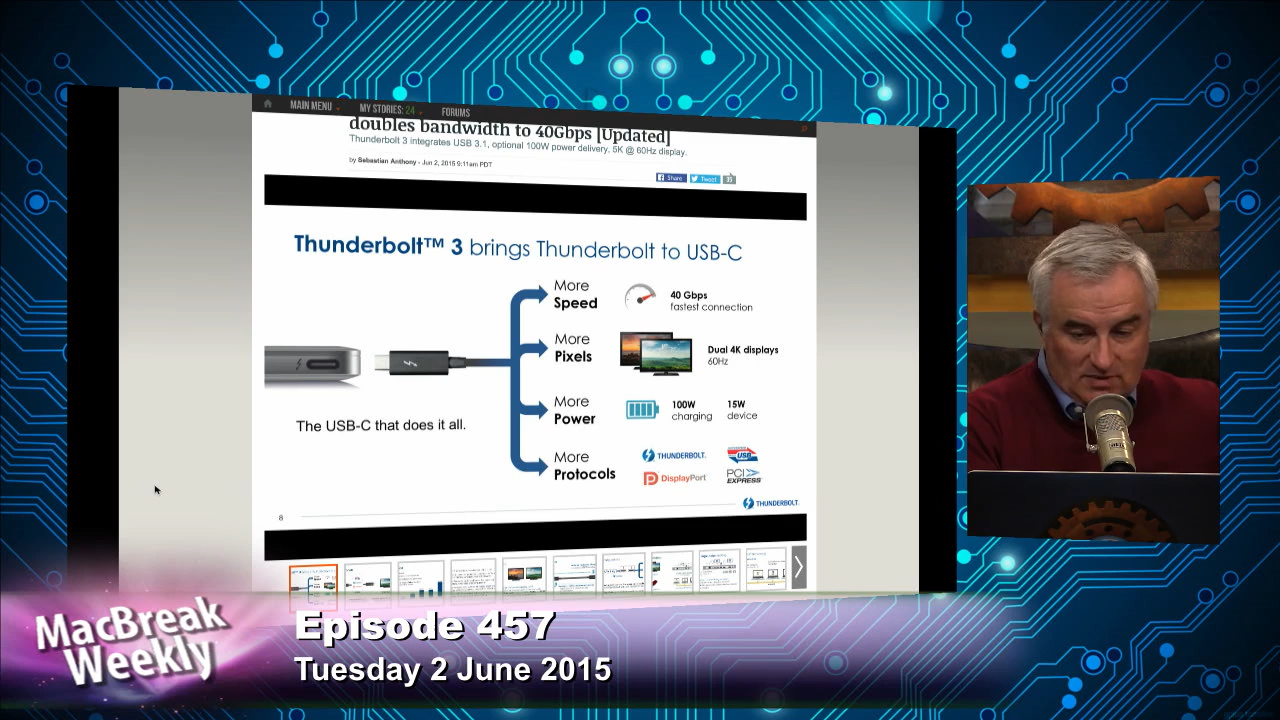 MAIN MENU
MY STORIES: 24
FORUMS
doubles bandwidth to 40Gbps [Updated]
Thunderbolt 3 integrates USB 3.1, optional 100W power delivery, 5K @ 60Hz display.
by Sebastian Anthony - Jun 2, 2015 9:11am PDT
Share
Tweet
Thunderbolt™ 3 brings Thunderbolt to USB-C
More
Speed
40 Gbps
fastest connection
More
Pixels
Dual 4K displays
60Hz
The USB-C that does it all.
More
Power
100W
charging
15W
device
More
Protocols
THUNDERBOLT.
USB
DisplayPort
PCI
EXPRESS
8
THUNDERBOLT.
MacBreak
Weekly
Episode 457
Tuesday 2 June 2015